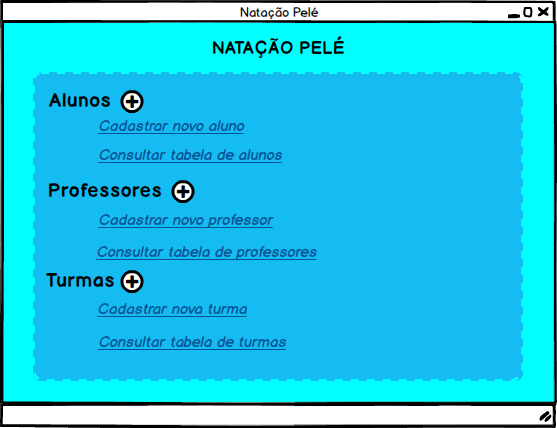 Natação Pelé
NATAÇÃO PELÉ
Alunos
Cadastrar novo aluno
Consultar tabela de alunos
Professores
Cadastrar novo professor
Consultar tabela de professores
Turmas
Cadastrar nova turma
Consultar tabela de turmas